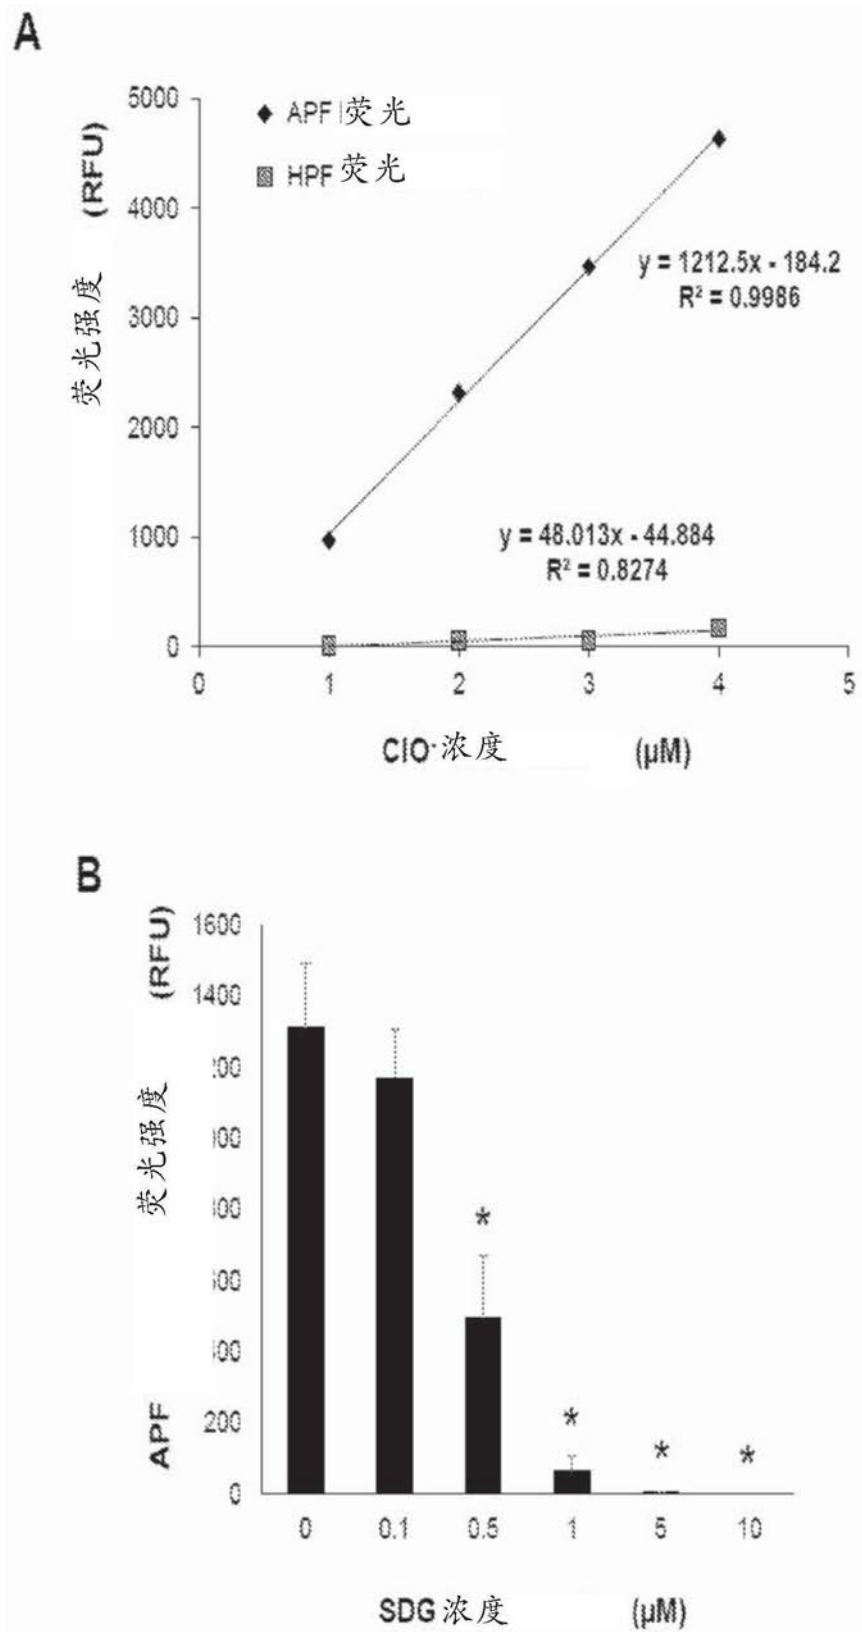 A
荧光强度 (RFU)
5000
4000
3000
2000
1000
0
APF 荧光
HPF 荧光
y = 1212.5x - 184.2
R² = 0.9986
y = 48.013x - 44.884
R² = 0.8274
0 1 2 3 4 5
ClO⁻浓度 (μM)
B
APF 荧光强度 (RFU)
1600
1400
200
0
* * * *
0 0.1 0.5 1 5 10
SDG 浓度 (μM)